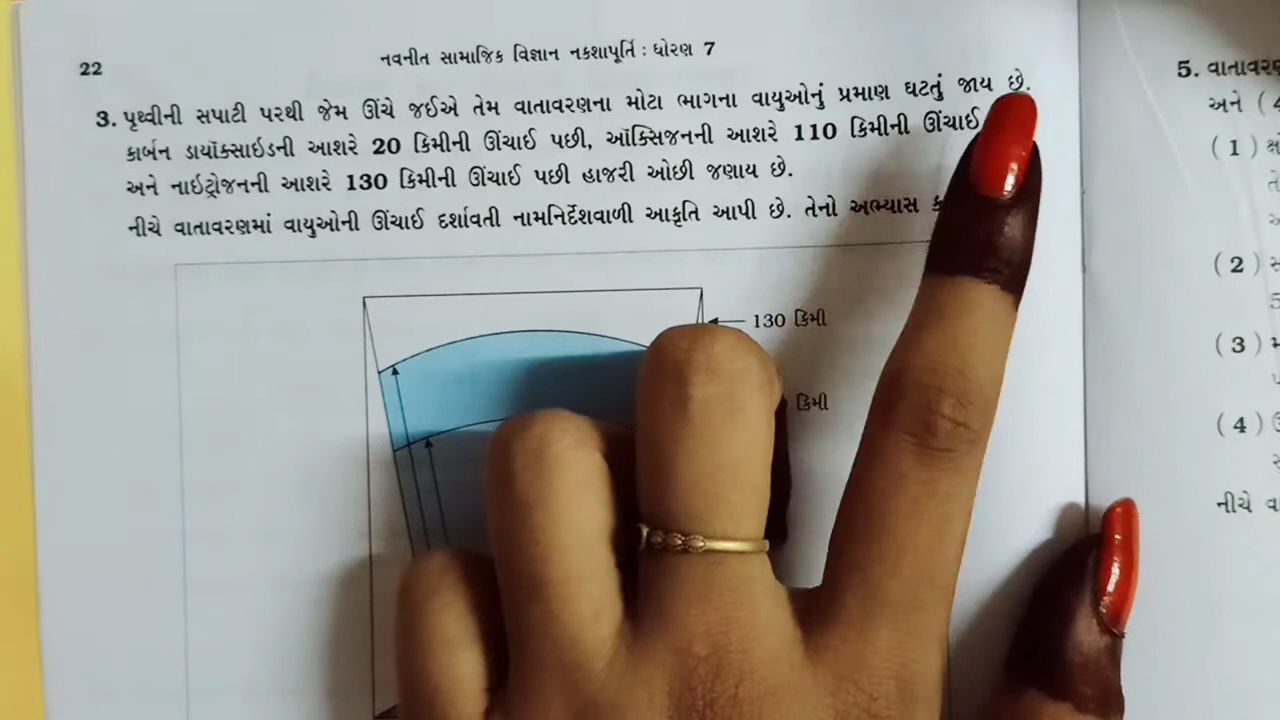 22
નવનીત સામાજિક વિજ્ઞાન નકશાપૂર્તિ : ધોરણ 7
3. પૃથ્વીની સપાટી પરથી જેમ ઊંચે જઈએ તેમ વાતાવરણના મોટા ભાગના વાયુઓનું પ્રમાણ ઘટતું જાય છે.
કાર્બન ડાયૉક્સાઇડની આશરે 20 કિમીની ઊંચાઈ પછી, ઑક્સિજનની આશરે 110 કિમીની ઊંચાઈ
અને નાઇટ્રોજનની આશરે 130 કિમીની ઊંચાઈ પછી હાજરી ઓછી જણાય છે.
નીચે વાતાવરણમાં વાયુઓની ઊંચાઈ દર્શાવતી નામનિર્દેશવાળી આકૃતિ આપી છે. તેનો અભ્યાસ
130 કિમી
કિમી
5. વાતાવરણ
અને (4
(1)
(2)
(3)
(4)
નીચે વ